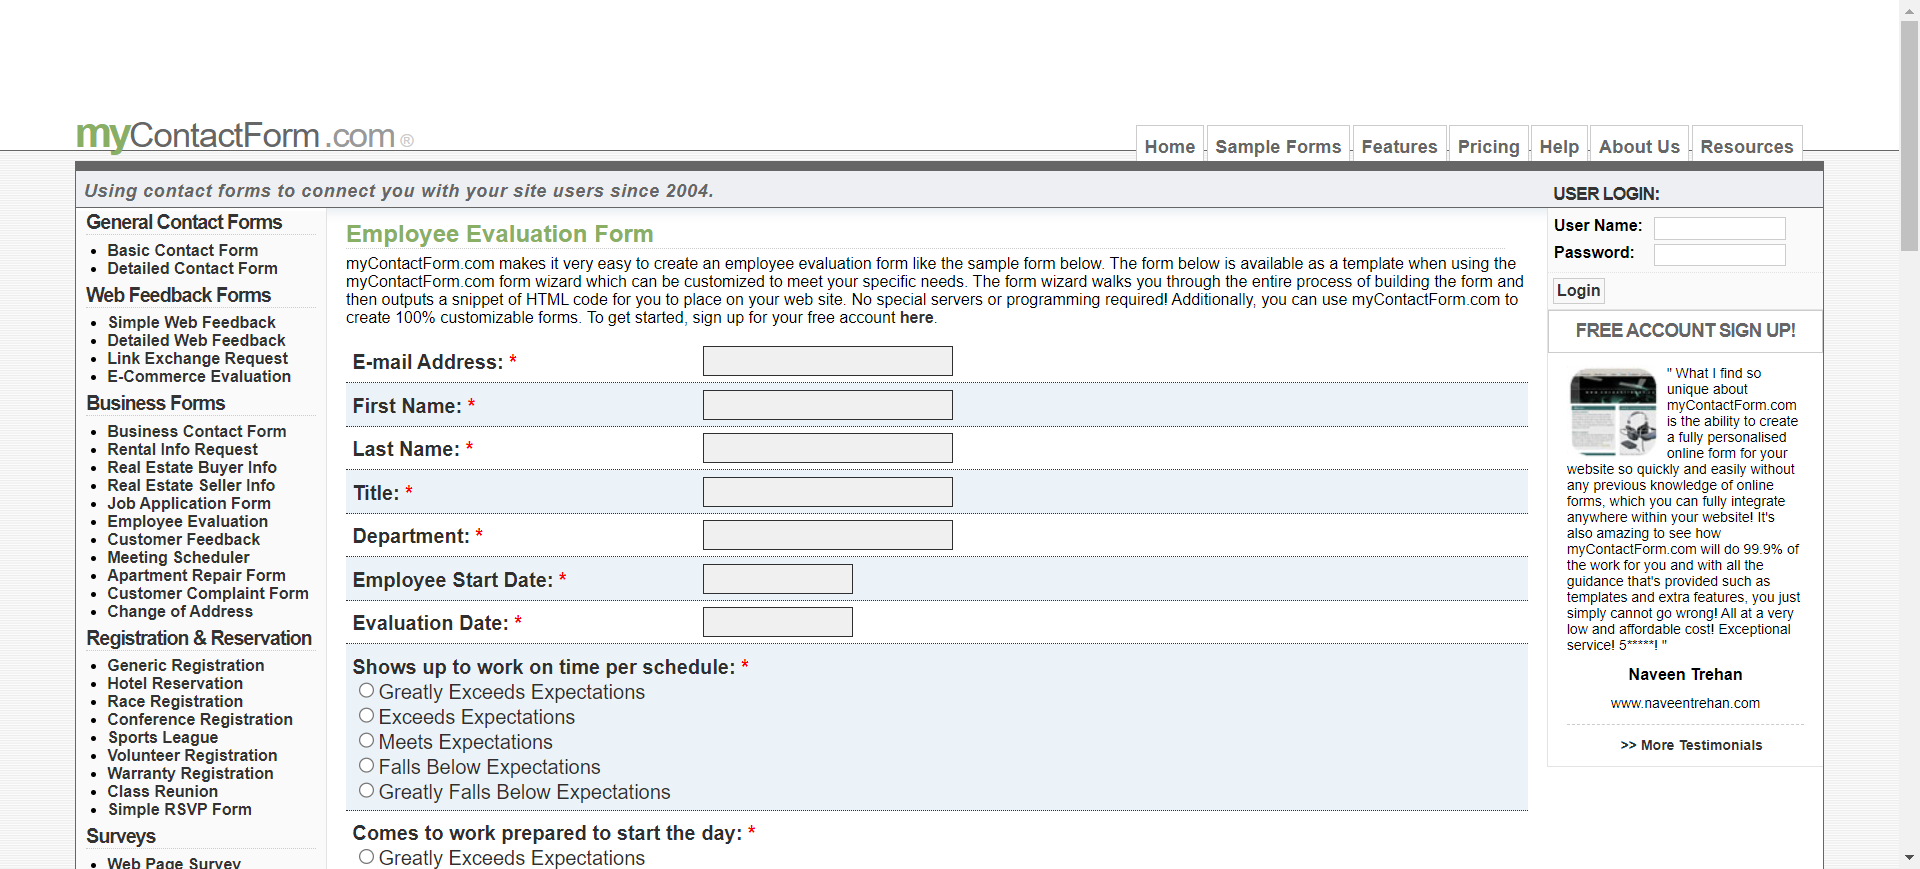 myContactForm.com®
Home
Sample Forms
Features
Pricing
Help
About Us
Resources
Using contact forms to connect you with your site users since 2004.
USER LOGIN:
General Contact Forms
Basic Contact Form
Detailed Contact Form
Web Feedback Forms
Simple Web Feedback
Detailed Web Feedback
Link Exchange Request
E-Commerce Evaluation
Business Forms
Business Contact Form
Rental Info Request
Real Estate Buyer Info
Real Estate Seller Info
Job Application Form
Employee Evaluation
Customer Feedback
Meeting Scheduler
Apartment Repair Form
Customer Complaint Form
Change of Address
Registration & Reservation
Generic Registration
Hotel Reservation
Race Registration
Conference Registration
Sports League
Volunteer Registration
Warranty Registration
Class Reunion
Simple RSVP Form
Surveys
Web Page Survey
Employee Evaluation Form
myContactForm.com makes it very easy to create an employee evaluation form like the sample form below. The form below is available as a template when using the
myContactForm.com form wizard which can be customized to meet your specific needs. The form wizard walks you through the entire process of building the form and
then outputs a snippet of HTML code for you to place on your web site. No special servers or programming required! Additionally, you can use myContactForm.com to
create 100% customizable forms. To get started, sign up for your free account here.
E-mail Address: *
First Name: *
Last Name: *
Title: *
Department: *
Employee Start Date: *
Evaluation Date: *
Shows up to work on time per schedule: *
Greatly Exceeds Expectations
Exceeds Expectations
Meets Expectations
Falls Below Expectations
Greatly Falls Below Expectations
Comes to work prepared to start the day: *
Greatly Exceeds Expectations
User Name:
Password:
Login
FREE ACCOUNT SIGN UP!
" What I find so
unique about
myContactForm.com
is the ability to create
a fully personalised
online form for your
website so quickly and easily without
any previous knowledge of online
forms, which you can fully integrate
anywhere within your website! It's
also amazing to see how
myContactForm.com will do 99.9% of
the work for you and with all the
guidance that's provided such as
templates and extra features, you just
simply cannot go wrong! All at a very
low and affordable cost! Exceptional
service! 5*****! "
Naveen Trehan
www.naveentrehan.com
>> More Testimonials